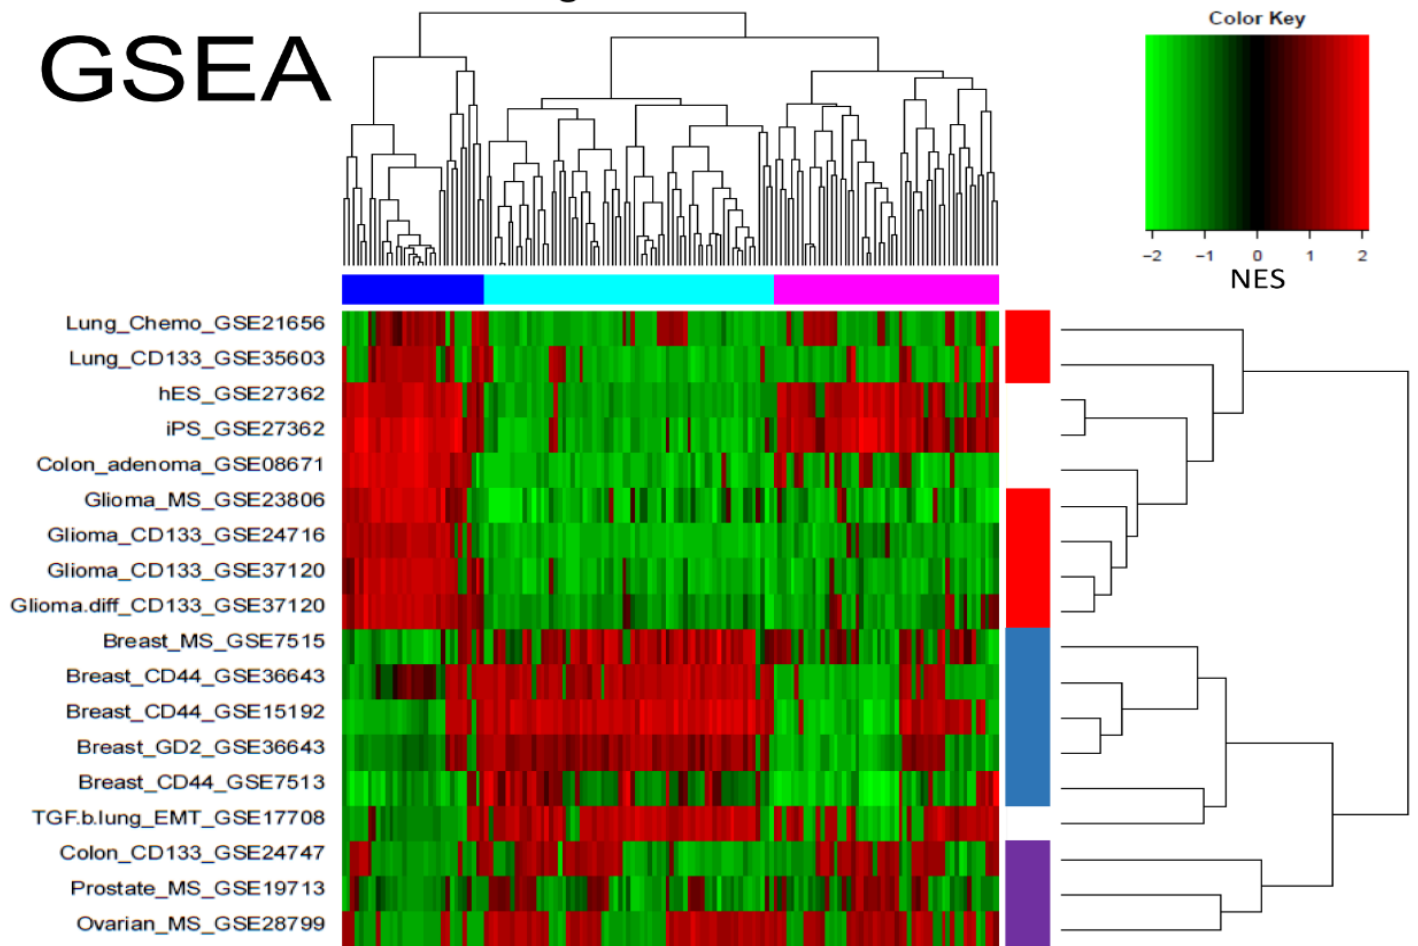 GSEA
Color Key
−2 −1 0 1 2
NES
Lung_Chemo_GSE21656
Lung_CD133_GSE35603
hES_GSE27362
iPS_GSE27362
Colon_adenoma_GSE08671
Glioma_MS_GSE23806
Glioma_CD133_GSE24716
Glioma_CD133_GSE37120
Glioma.diff_CD133_GSE37120
Breast_MS_GSE7515
Breast_CD44_GSE36643
Breast_CD44_GSE15192
Breast_GD2_GSE36643
Breast_CD44_GSE7513
TGF.b.lung_EMT_GSE17708
Colon_CD133_GSE24747
Prostate_MS_GSE19713
Ovarian_MS_GSE28799